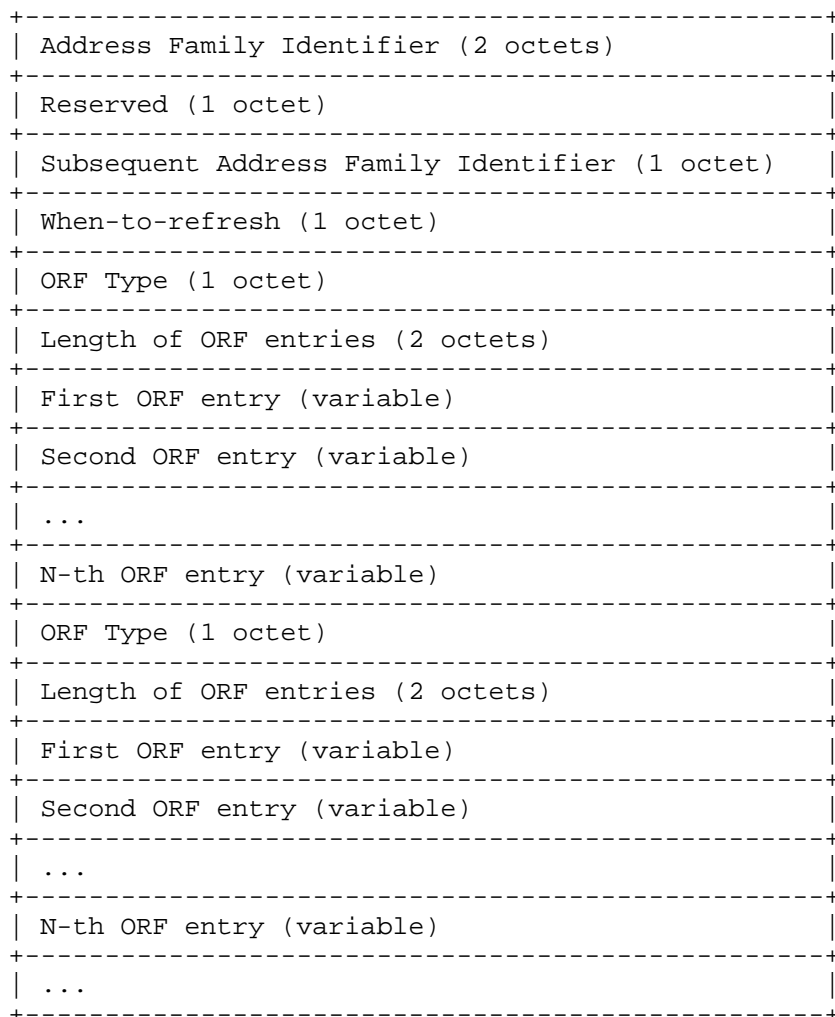 Address Family Identifier (2 octets)
Reserved (1 octet)
Subsequent Address Family Identifier (1 octet)
When-to-refresh (1 octet)
ORF Type (1 octet)
Length of ORF entries (2 octets)
First ORF entry (variable)
Second ORF entry (variable)
...
N-th ORF entry (variable)
ORF Type (1 octet)
Length of ORF entries (2 octets)
First ORF entry (variable)
Second ORF entry (variable)
...
N-th ORF entry (variable)
...